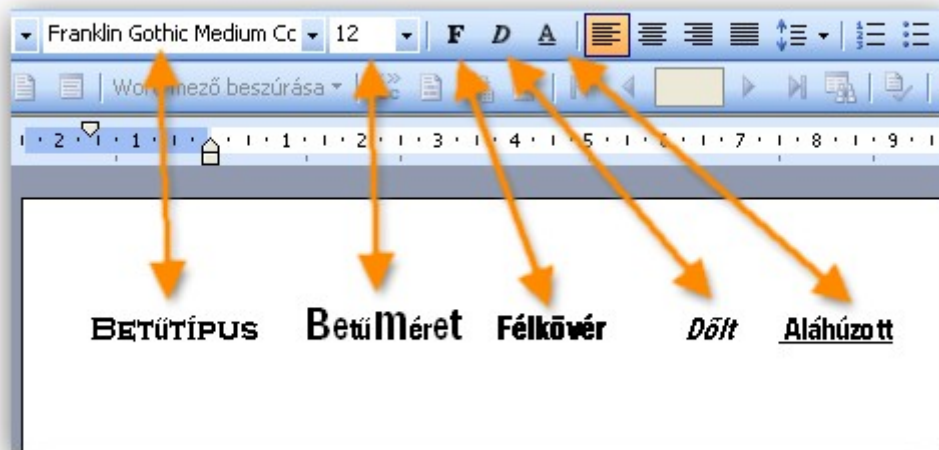 Franklin Gothic Medium Cc 12 F D A
beszúrása
2 1 1 2 3 4 5 6 7 8 9
Betűtípus Betűméret Félkövér Dőlt Aláhúzott